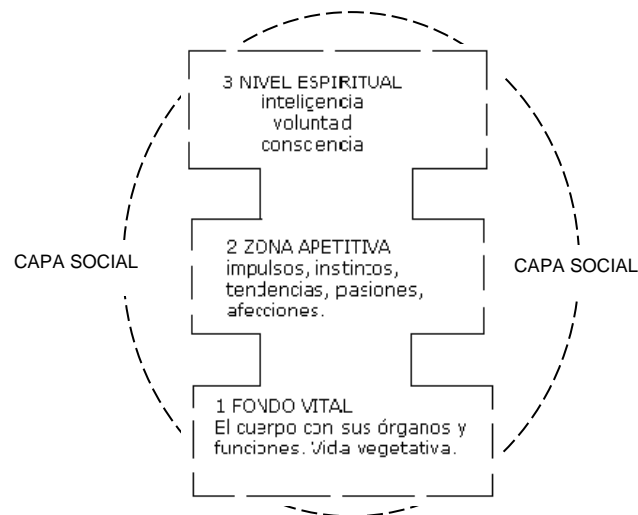 3 NIVEL ESPIRITUAL
inteligencia
voluntad
consciencia
CAPA SOCIAL
2 ZONA APETITIVA
impulsos, instintos,
tendencias, pasiones,
afecciones.
CAPA SOCIAL
1 FONDO VITAL
El cuerpo con sus órganos y
funciones. Vida vegetativa.